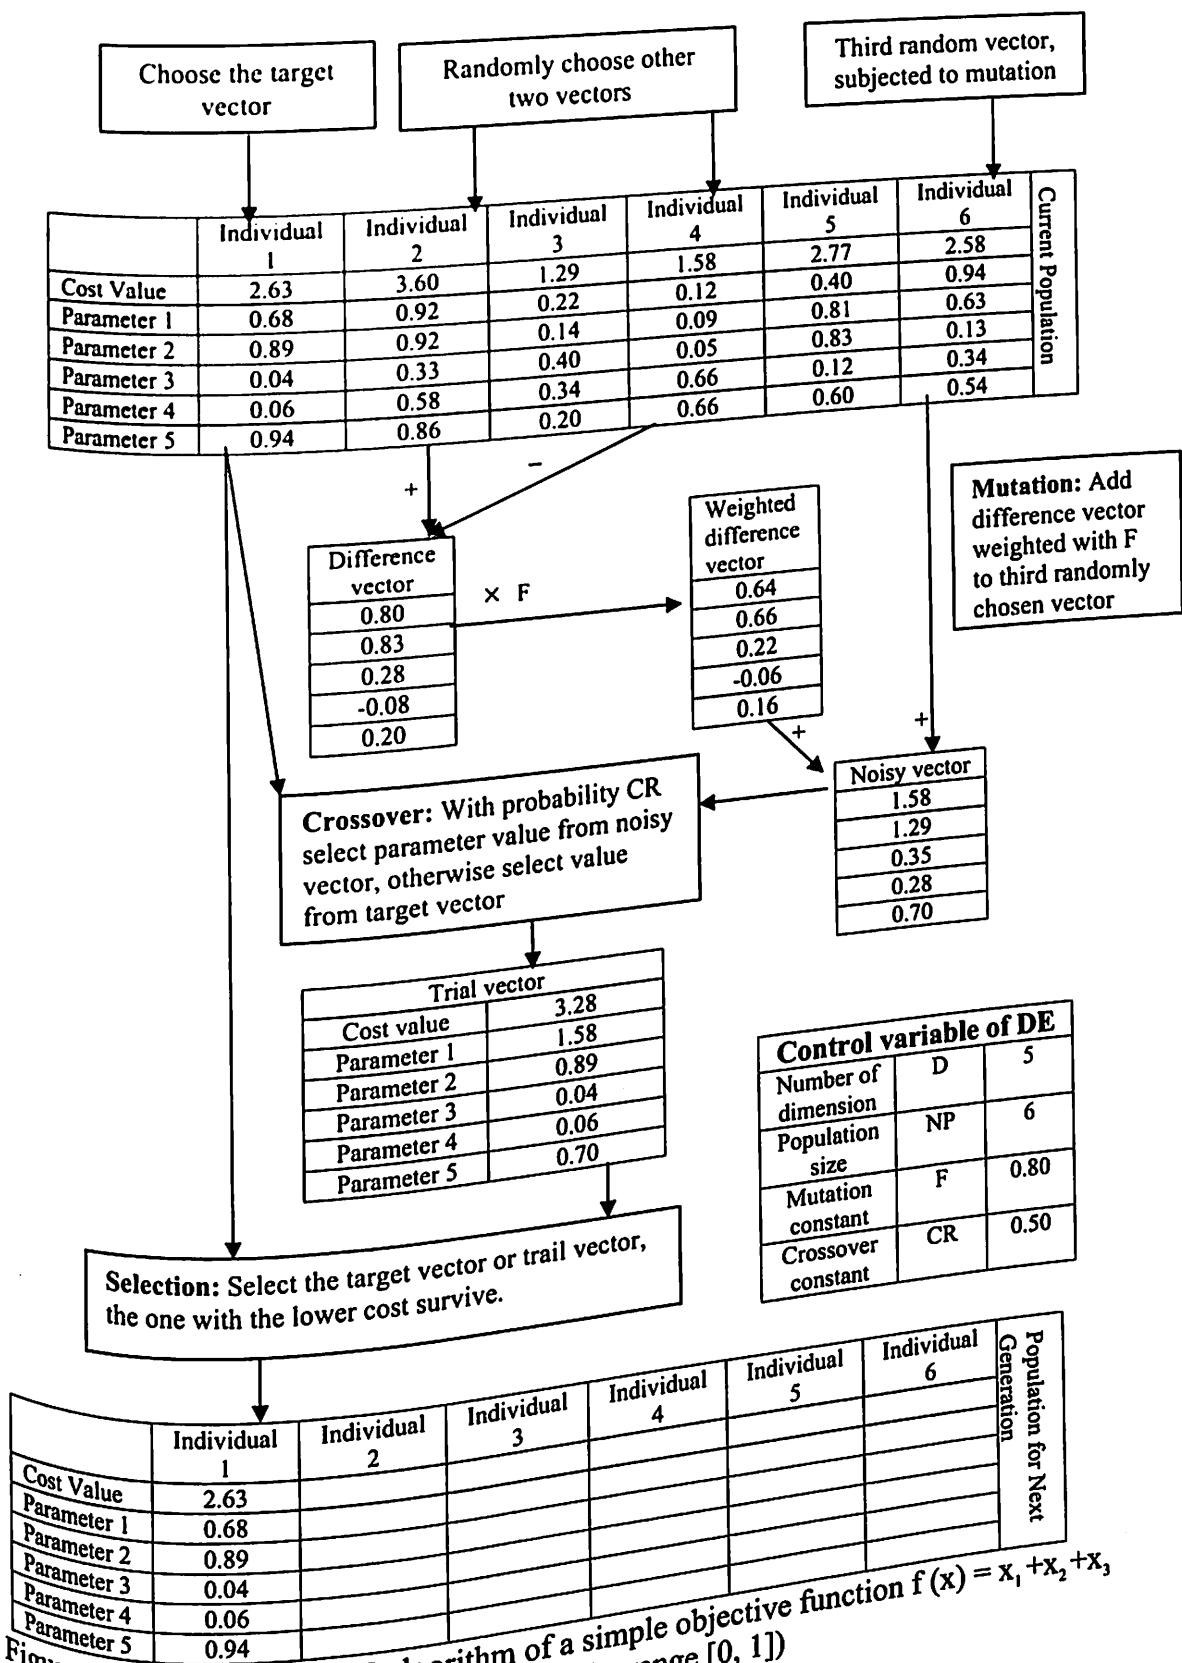 Choose the target
vector
Randomly choose other
two vectors
Third random vector,
subjected to mutation
Individual 1 Individual 2 Individual 3 Individual 4 Individual 5 Individual 6
Cost Value 2.63 3.60 1.29 1.58 2.77 2.58
Parameter 1 0.68 0.92 0.22 0.12 0.40 0.94
Parameter 2 0.89 0.92 0.14 0.09 0.81 0.63
Parameter 3 0.04 0.33 0.40 0.05 0.83 0.13
Parameter 4 0.06 0.58 0.34 0.66 0.12 0.34
Parameter 5 0.94 0.86 0.20 0.66 0.60 0.54
Current Population
+
−
Difference
vector
0.80
0.83
0.28
-0.08
0.20
× F
Weighted
difference
vector
0.64
0.66
0.22
-0.06
0.16
+
+
Mutation: Add
difference vector
weighted with F
to third randomly
chosen vector
Noisy vector
1.58
1.29
0.35
0.28
0.70
Crossover: With probability CR
select parameter value from noisy
vector, otherwise select value
from target vector
Trial vector
Cost value 3.28
Parameter 1 1.58
Parameter 2 0.89
Parameter 3 0.04
Parameter 4 0.06
Parameter 5 0.70
Control variable of DE
Number of dimension D 5
Population size NP 6
Mutation constant F 0.80
Crossover constant CR 0.50
Selection: Select the target vector or trail vector,
the one with the lower cost survive.
Individual 1 Individual 2 Individual 3 Individual 4 Individual 5 Individual 6
Cost Value 2.63
Parameter 1 0.68
Parameter 2 0.89
Parameter 3 0.04
Parameter 4 0.06
Parameter 5 0.94
Population for Next
Generation
of a simple objective function f (x) = x₁+x₂+x₃
[0, 1])